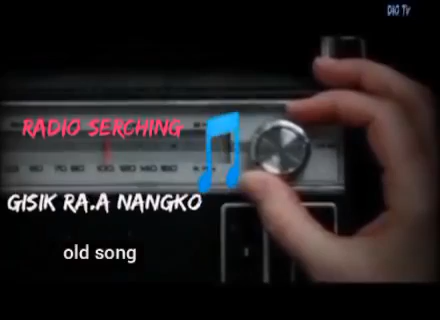 DIO TV
RADIO SERCHING
GISIK RA.A NANGKO
old song